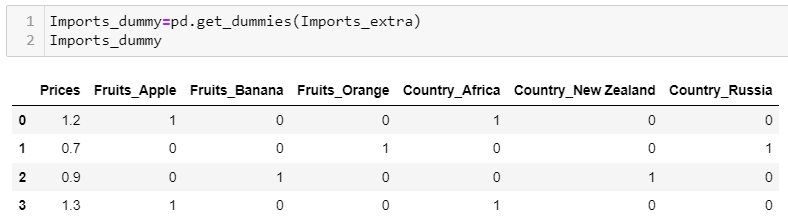 1 Imports_dummy=pd.get_dummies(Imports_extra)
2 Imports_dummy
Prices Fruits_Apple Fruits_Banana Fruits_Orange Country_Africa Country_New Zealand Country_Russia
0 1.2 1 0 0 1 0 0
1 0.7 0 0 1 0 0 1
2 0.9 0 1 0 0 1 0
3 1.3 1 0 0 1 0 0